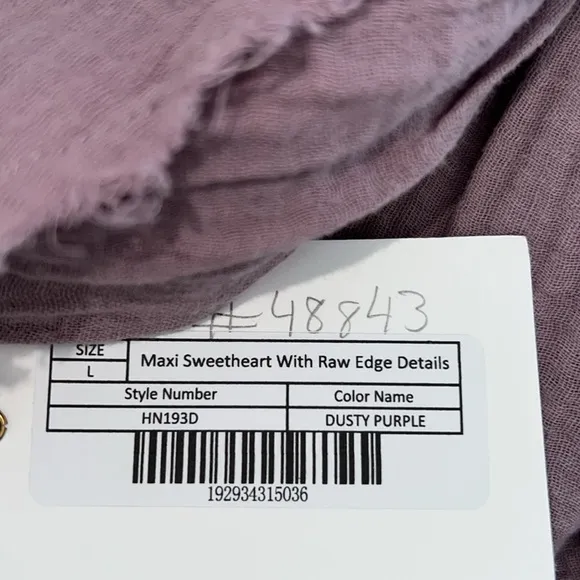 #48843
SIZE
L
Maxi Sweetheart With Raw Edge Details
Style Number Color Name
HN193D DUSTY PURPLE
192934315036